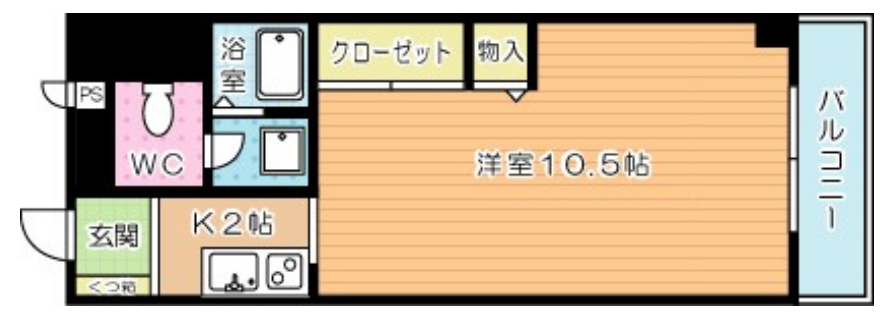 浴室
クローゼット
物入
PS
WC
洋室10.5帖
バルコニー
玄関
K2帖
くつ箱